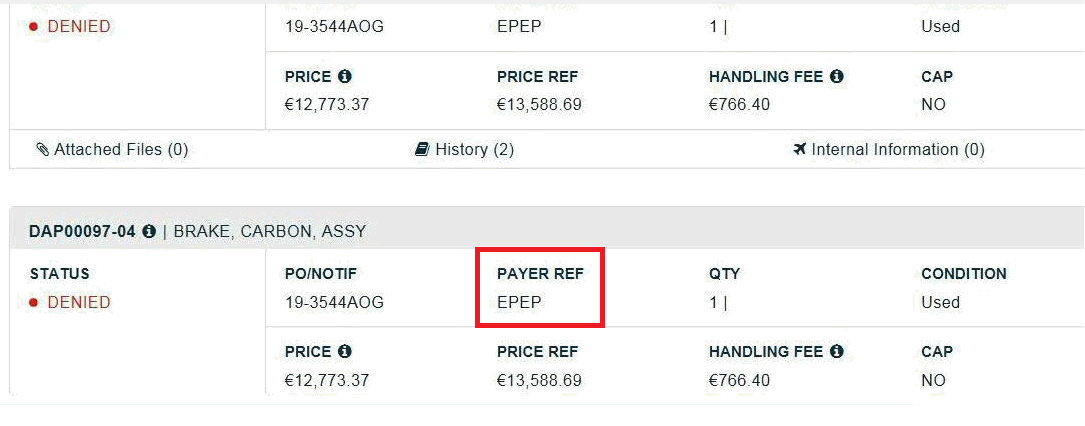 DENIED 19-3544AOG EPEP 1 | Used
PRICE PRICE REF HANDLING FEE CAP
€12,773.37 €13,588.69 €766.40 NO
Attached Files (0) History (2) Internal Information (0)
DAP00097-04 | BRAKE, CARBON, ASSY
STATUS PO/NOTIF PAYER REF QTY CONDITION
DENIED 19-3544AOG EPEP 1 | Used
PRICE PRICE REF HANDLING FEE CAP
€12,773.37 €13,588.69 €766.40 NO